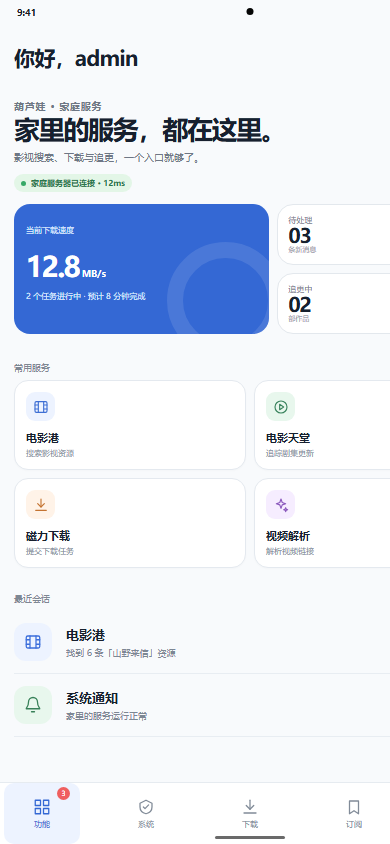 9:41
你好，admin
葫芦娃 • 家庭服务
家里的服务，都在这里。
影视搜索、下载与追更，一个入口就够了。
家庭服务器已连接 • 12ms
当前下载速度
12.8 MB/s
2 个任务进行中 · 预计 8 分钟完成
待处理
03
条新消息
追更中
02
部作品
常用服务
电影港
搜索影视资源
电影天堂
追踪剧集更新
磁力下载
提交下载任务
视频解析
解析视频链接
最近会话
电影港
找到 6 条「山野来信」资源
系统通知
家里的服务运行正常
3
功能
系统
下载
订阅